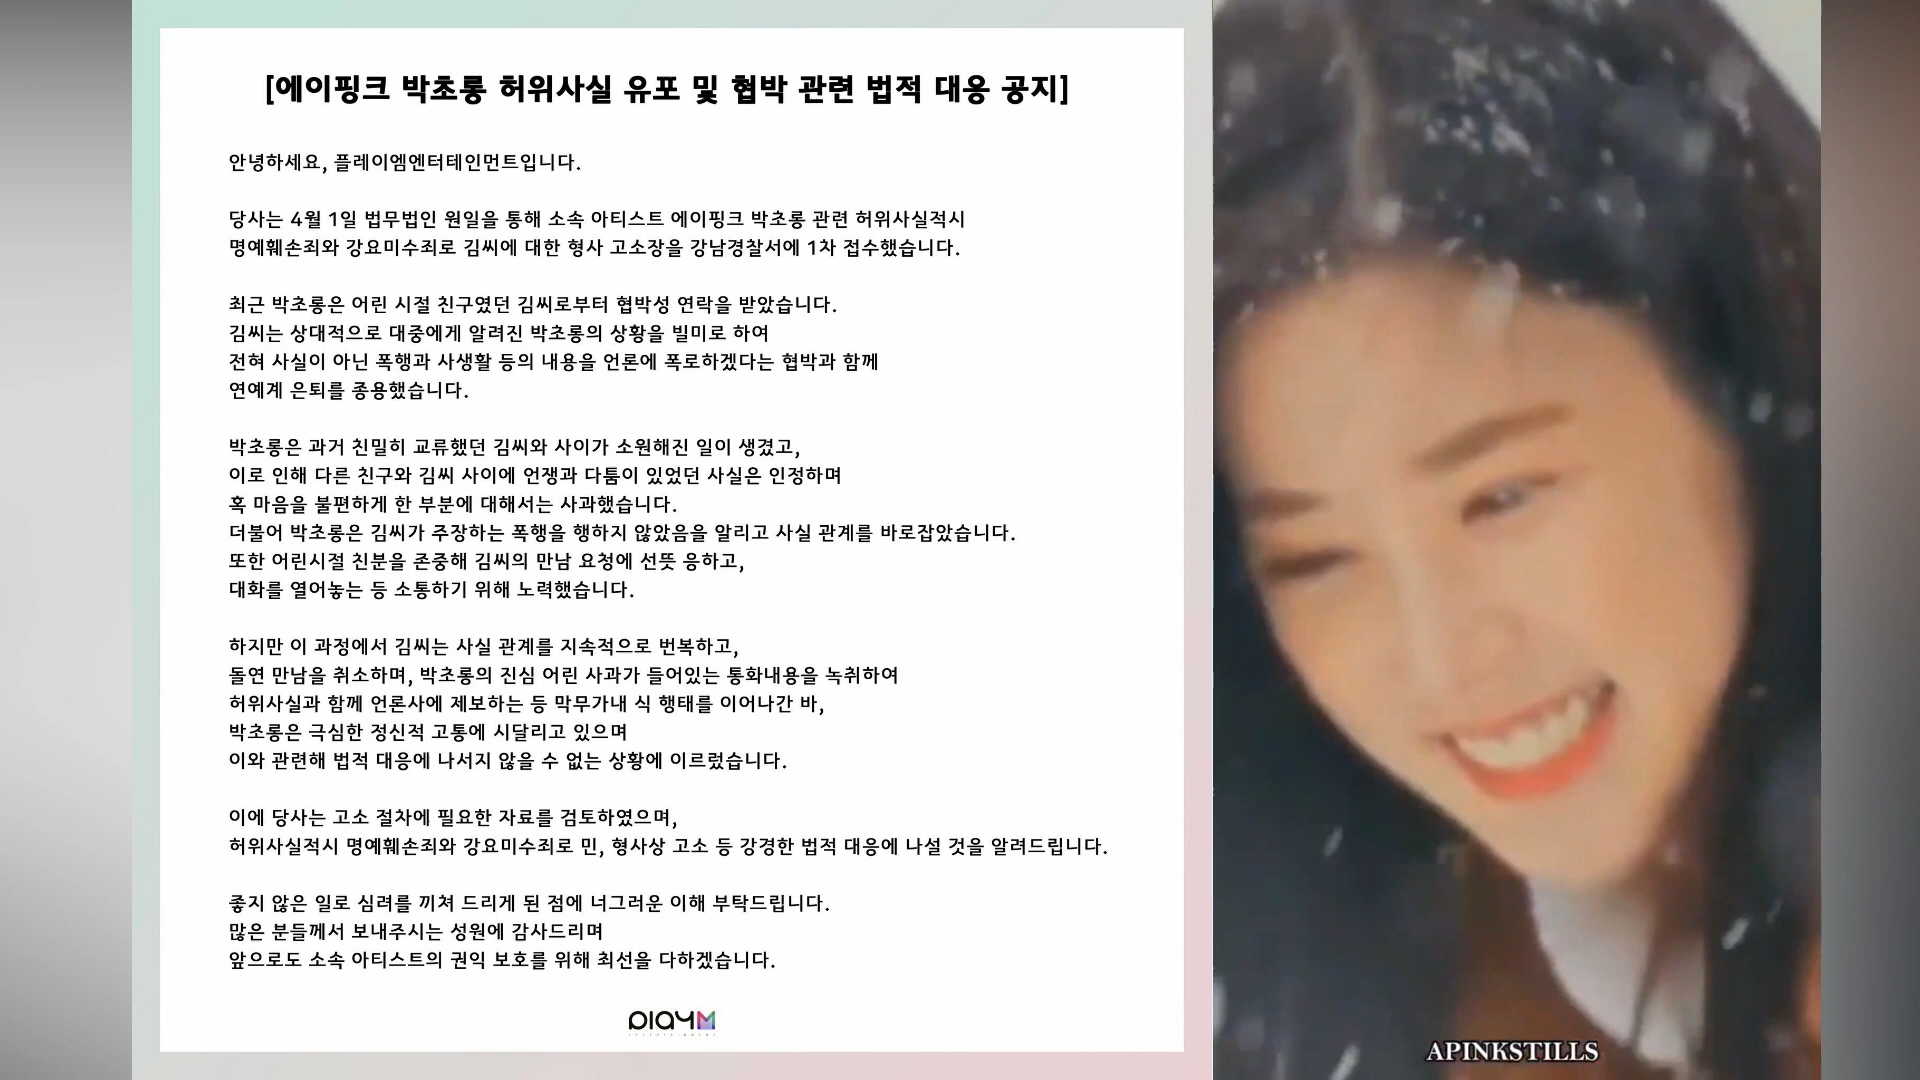 [에이핑크 박초롱 허위사실 유포 및 협박 관련 법적 대응 공지]
안녕하세요, 플레이엠엔터테인먼트입니다.
당사는 4월 1일 법무법인 원일을 통해 소속 아티스트 에이핑크 박초롱 관련 허위사실적시
명예훼손죄와 강요미수죄로 김씨에 대한 형사 고소장을 강남경찰서에 1차 접수했습니다.
최근 박초롱은 어린 시절 친구였던 김씨로부터 협박성 연락을 받았습니다.
김씨는 상대적으로 대중에게 알려진 박초롱의 상황을 빌미로 하여
전혀 사실이 아닌 폭행과 사생활 등의 내용을 언론에 폭로하겠다는 협박과 함께
연예계 은퇴를 종용했습니다.
박초롱은 과거 친밀히 교류했던 김씨와 사이가 소원해진 일이 생겼고,
이로 인해 다른 친구와 김씨 사이에 언쟁과 다툼이 있었던 사실은 인정하며
혹 마음을 불편하게 한 부분에 대해서는 사과했습니다.
더불어 박초롱은 김씨가 주장하는 폭행을 행하지 않았음을 알리고 사실 관계를 바로잡았습니다.
또한 어린시절 친분을 존중해 김씨의 만남 요청에 선뜻 응하고,
대화를 열어놓는 등 소통하기 위해 노력했습니다.
하지만 이 과정에서 김씨는 사실 관계를 지속적으로 번복하고,
돌연 만남을 취소하며, 박초롱의 진심 어린 사과가 들어있는 통화내용을 녹취하여
허위사실과 함께 언론사에 제보하는 등 막무가내 식 행태를 이어나간 바,
박초롱은 극심한 정신적 고통에 시달리고 있으며
이와 관련해 법적 대응에 나서지 않을 수 없는 상황에 이르렀습니다.
이에 당사는 고소 절차에 필요한 자료를 검토하였으며,
허위사실적시 명예훼손죄와 강요미수죄로 민, 형사상 고소 등 강경한 법적 대응에 나설 것을 알려드립니다.
좋지 않은 일로 심려를 끼쳐 드리게 된 점에 너그러운 이해 부탁드립니다.
많은 분들께서 보내주시는 성원에 감사드리며
앞으로도 소속 아티스트의 권익 보호를 위해 최선을 다하겠습니다.
playM
APINKSTILLS